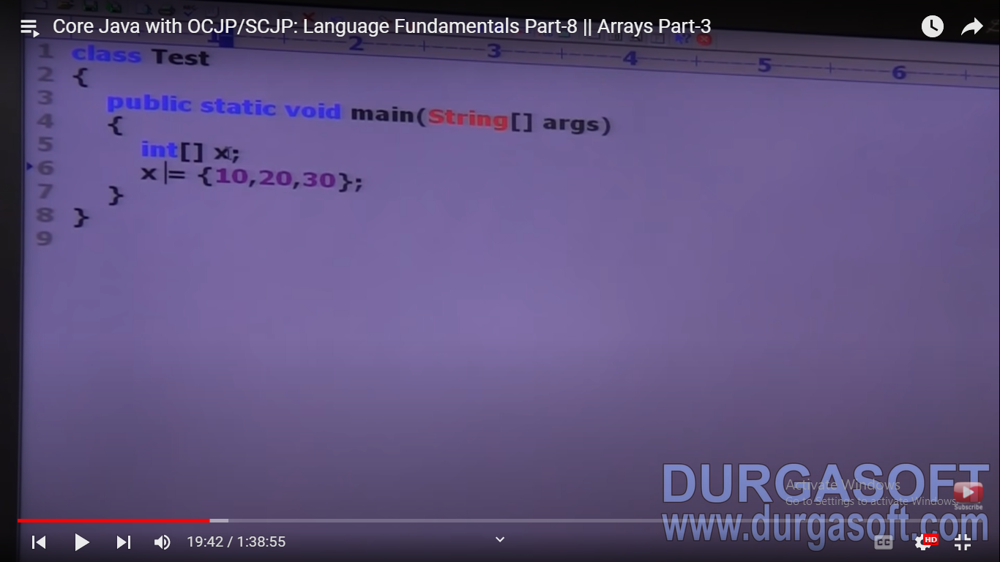 Core Java with OCJP/SCJP: Language Fundamentals Part-8 || Arrays Part-3
1 2 3 4 5 6
1 class Test
2 {
3 public static void main(String[] args)
4 {
5 int[] x;
6 x = {10,20,30};
7 }
8 }
9
DURGASOFT
Activate Windows
Go to Settings to activate Windows.
Subscribe
www.durgasoft.com
19:42 / 1:38:55
CC
HD